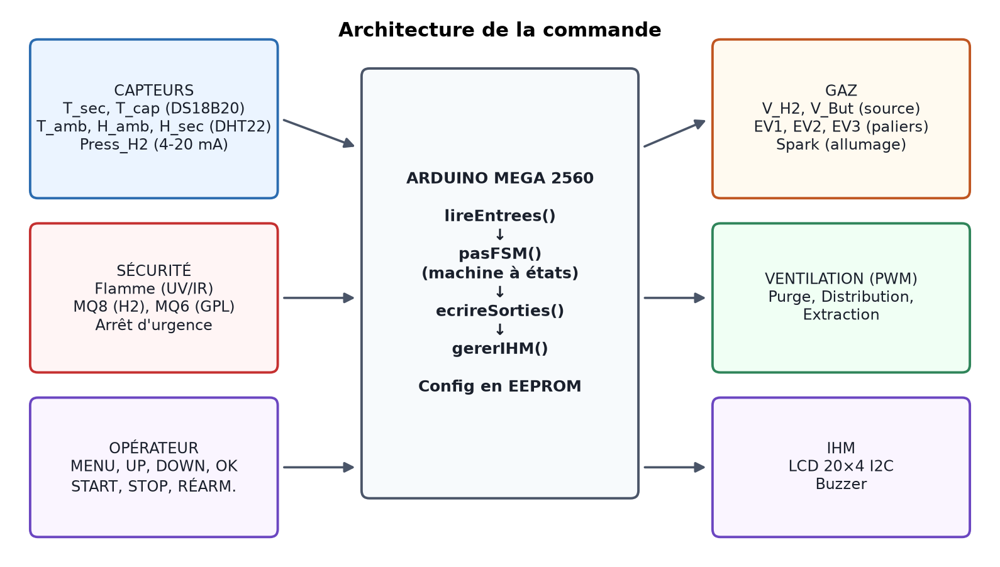 Architecture de la commande
CAPTEURS
T_sec, T_cap (DS18B20)
T_amb, H_amb, H_sec (DHT22)
Press_H2 (4-20 mA)
SÉCURITÉ
Flamme (UV/IR)
MQ8 (H2), MQ6 (GPL)
Arrêt d'urgence
OPÉRATEUR
MENU, UP, DOWN, OK
START, STOP, RÉARM.
ARDUINO MEGA 2560
lireEntrees()
↓
pasFSM()
(machine à états)
↓
ecrireSorties()
↓
gererIHM()
Config en EEPROM
GAZ
V_H2, V_But (source)
EV1, EV2, EV3 (paliers)
Spark (allumage)
VENTILATION (PWM)
Purge, Distribution,
Extraction
IHM
LCD 20×4 I2C
Buzzer